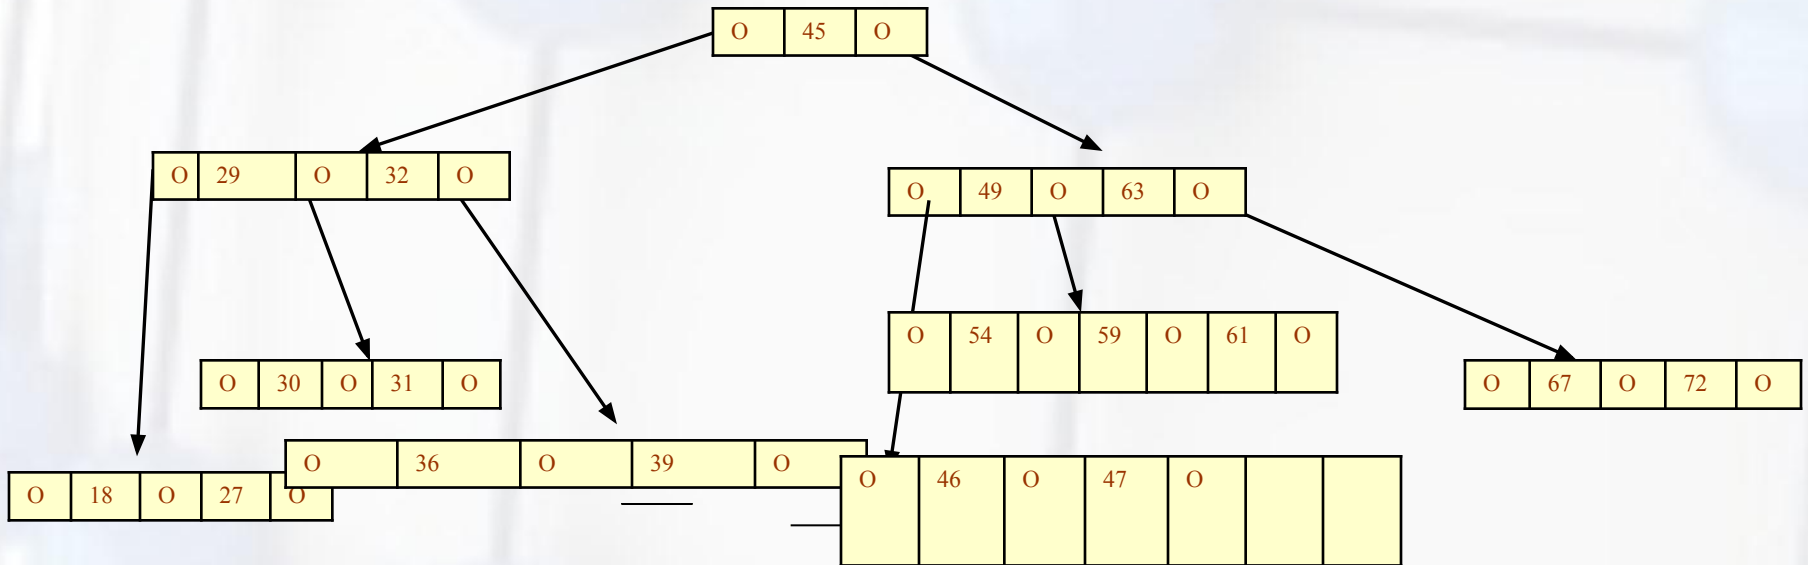 O 45 O
O 29 O 32 O
O 49 O 63 O
O 54 O 59 O 61 O
O 30 O 31 O
O 67 O 72 O
O 36 O 39 O
O 18 O 27 O
O 46 O 47 O